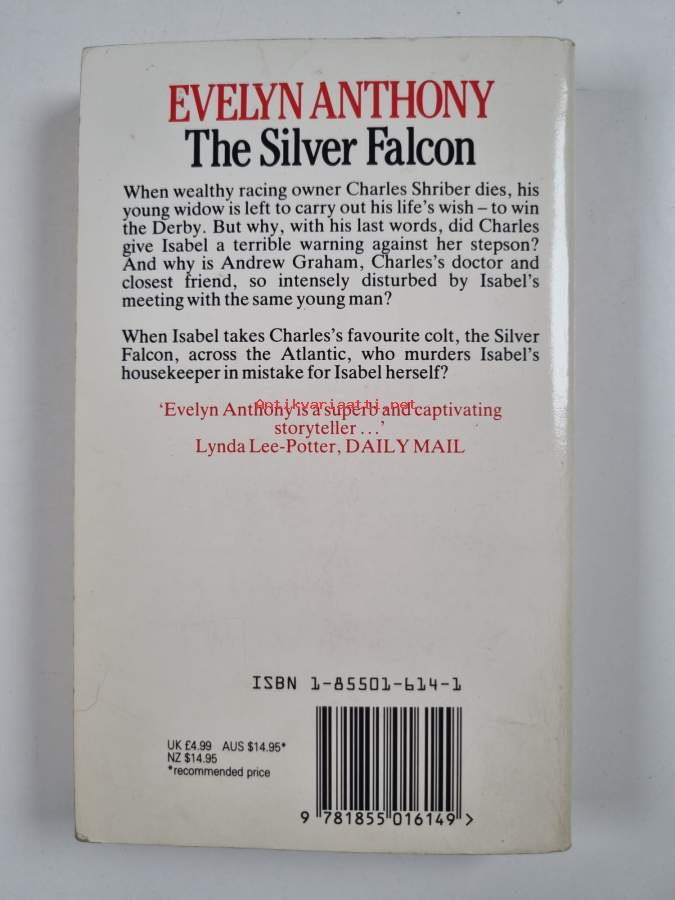 EVELYN ANTHONY
The Silver Falcon
When wealthy racing owner Charles Shriber dies, his
young widow is left to carry out his life's wish – to win
the Derby. But why, with his last words, did Charles
give Isabel a terrible warning against her stepson?
And why is Andrew Graham, Charles's doctor and
closest friend, so intensely disturbed by Isabel's
meeting with the same young man?
When Isabel takes Charles's favourite colt, the Silver
Falcon, across the Atlantic, who murders Isabel's
housekeeper in mistake for Isabel herself?
Antikvariaatti.net
'Evelyn Anthony is a superb and captivating
storyteller ...'
Lynda Lee-Potter, DAILY MAIL
ISBN 1-85501-614-1
UK £4.99 AUS $14.95*
NZ $14.95
*recommended price
9 781855 016149 >